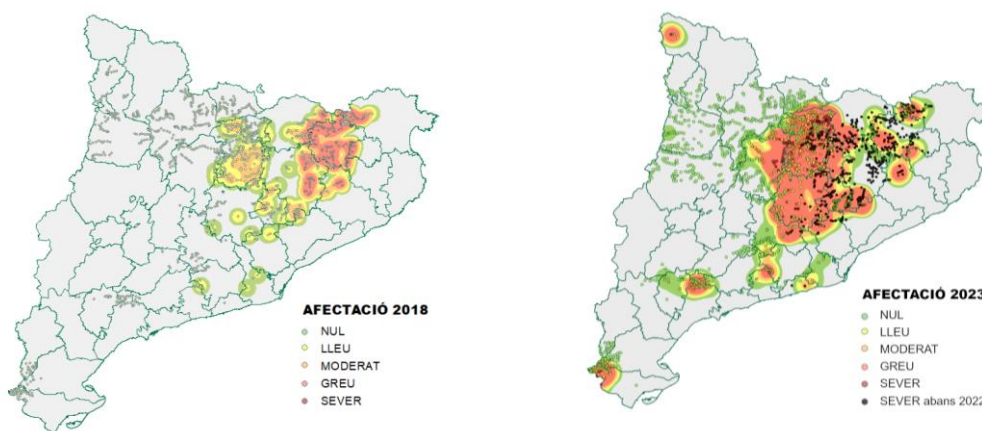 AFECTACIÓ 2018
NUL
LLEU
MODERAT
GREU
SEVER
AFECTACIÓ 2023
NUL
LLEU
MODERAT
GREU
SEVER
SEVER abans 2022